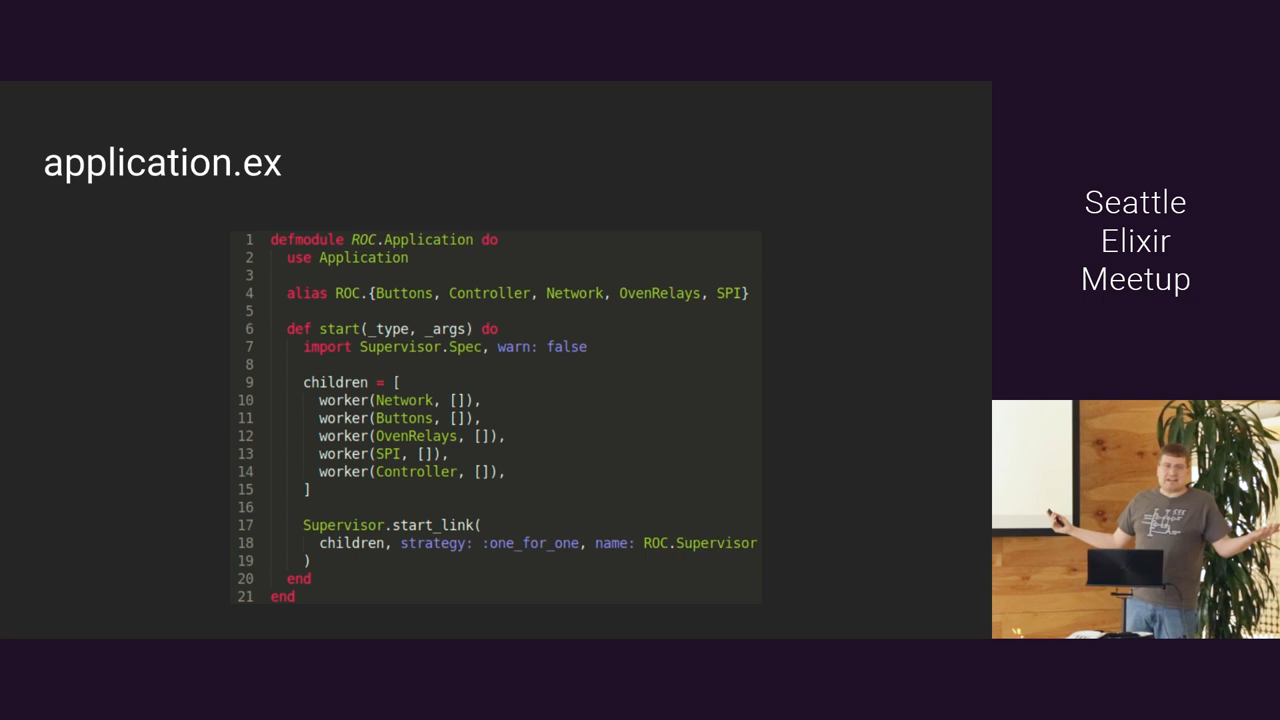 application.ex
1 defmodule ROC.Application do
2 use Application
3
4 alias ROC.{Buttons, Controller, Network, OvenRelays, SPI}
5
6 def start(_type, _args) do
7 import Supervisor.Spec, warn: false
8
9 children = [
10 worker(Network, []),
11 worker(Buttons, []),
12 worker(OvenRelays, []),
13 worker(SPI, []),
14 worker(Controller, []),
15 ]
16
17 Supervisor.start_link(
18 children, strategy: :one_for_one, name: ROC.Supervisor
19 )
20 end
21 end
Seattle
Elixir
Meetup